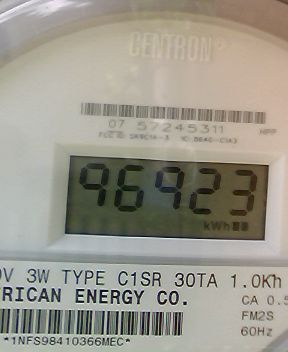 CENTRON
07 57245311
HPP
96923
kWh
0V 3W TYPE C1SR 30TA 1.0Kh
RICAN ENERGY CO.
CA 0.5
FM2S
60Hz
*1NFS98410366MEC*